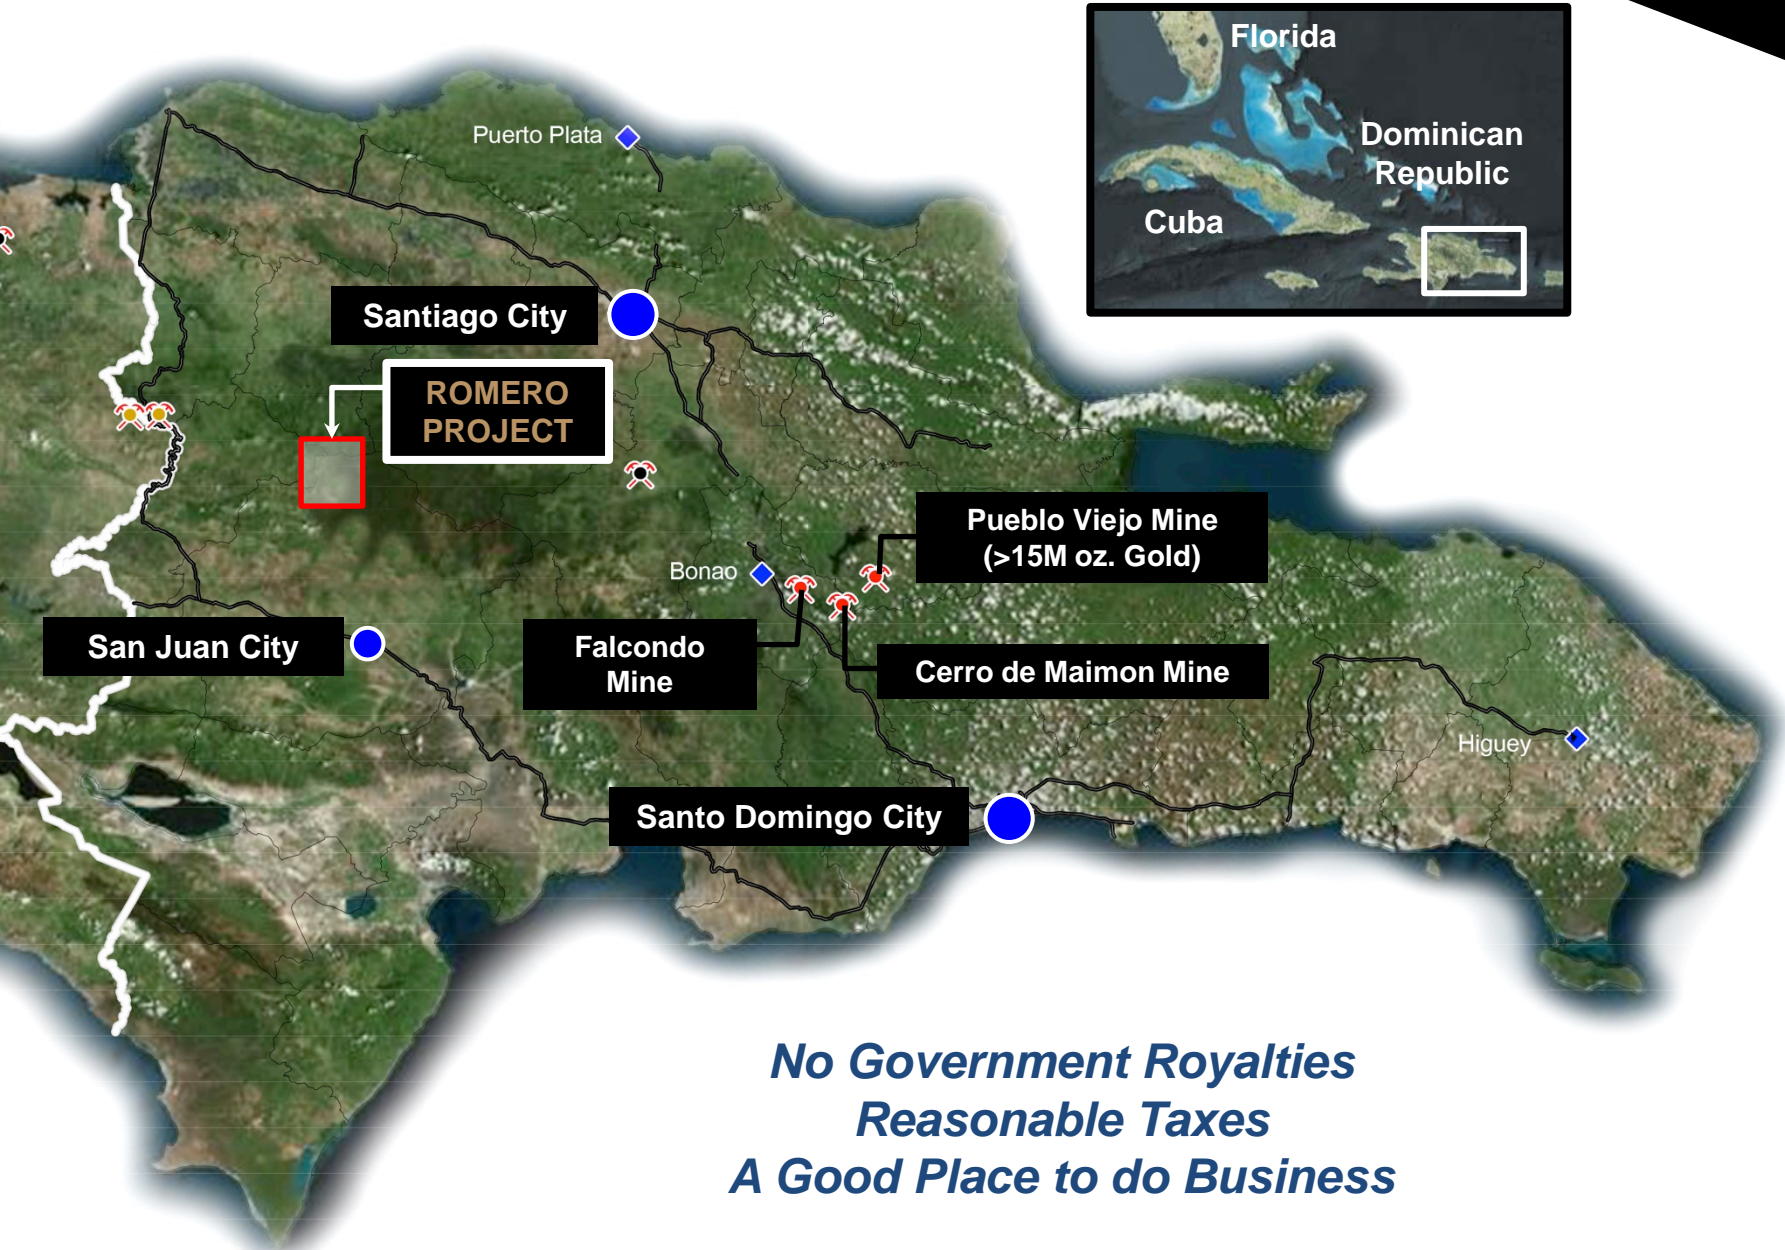 Florida
Dominican
Republic
Cuba
Puerto Plata
Santiago City
ROMERO
PROJECT
Pueblo Viejo Mine
(>15M oz. Gold)
Bonao
Falcondo
Mine
San Juan City
Cerro de Maimon Mine
Higuey
Santo Domingo City
No Government Royalties
Reasonable Taxes
A Good Place to do Business